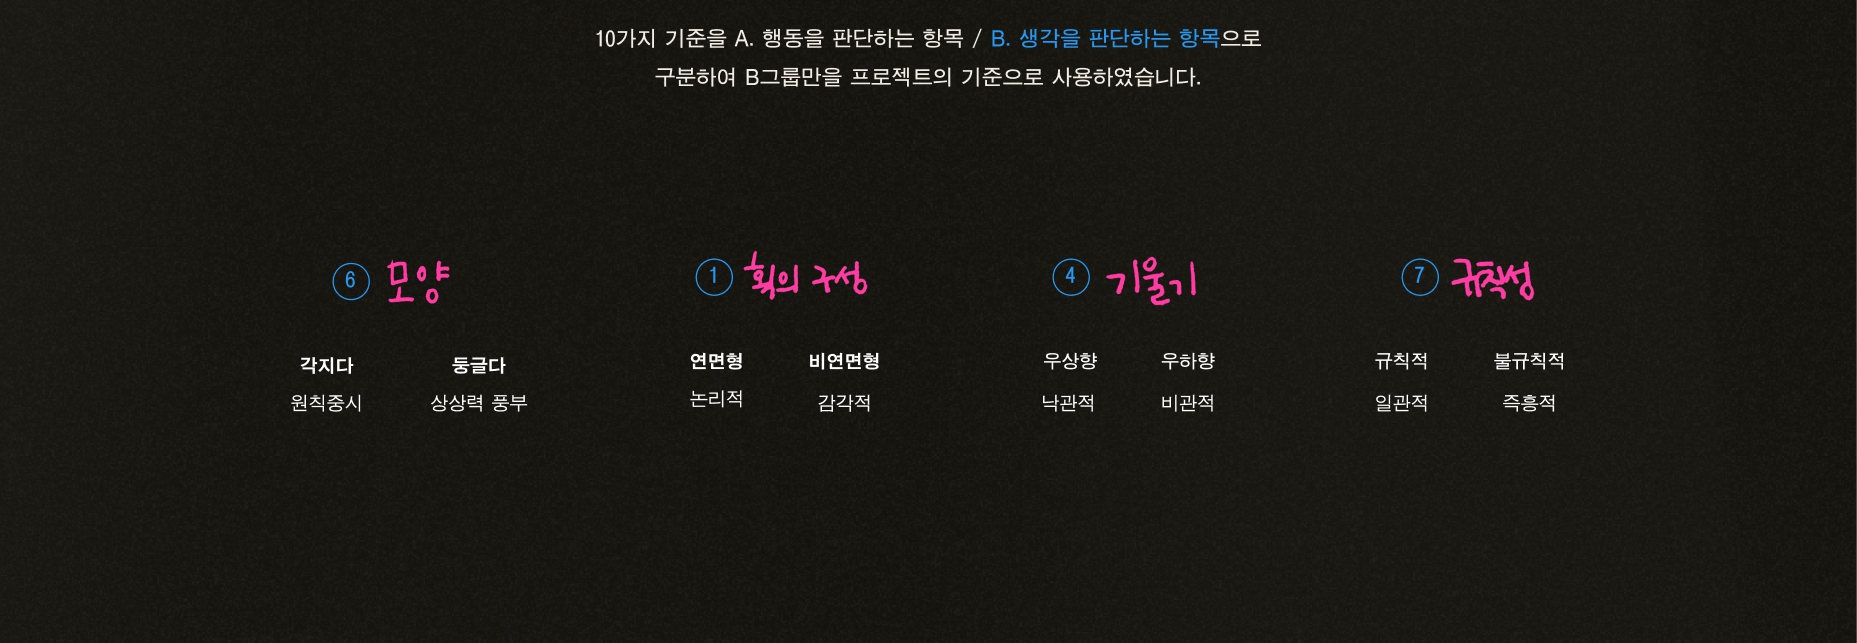 10가지 기준을 A. 행동을 판단하는 항목 / B. 생각을 판단하는 항목으로
구분하여 B그룹만을 프로젝트의 기준으로 사용하였습니다.
6 모양
각지다 둥글다
원칙중시 상상력 풍부
1 획의 구성
연면형 비연면형
논리적 감각적
4 기울기
우상향 우하향
낙관적 비관적
7 규칙성
규칙적 불규칙적
일관적 즉흥적